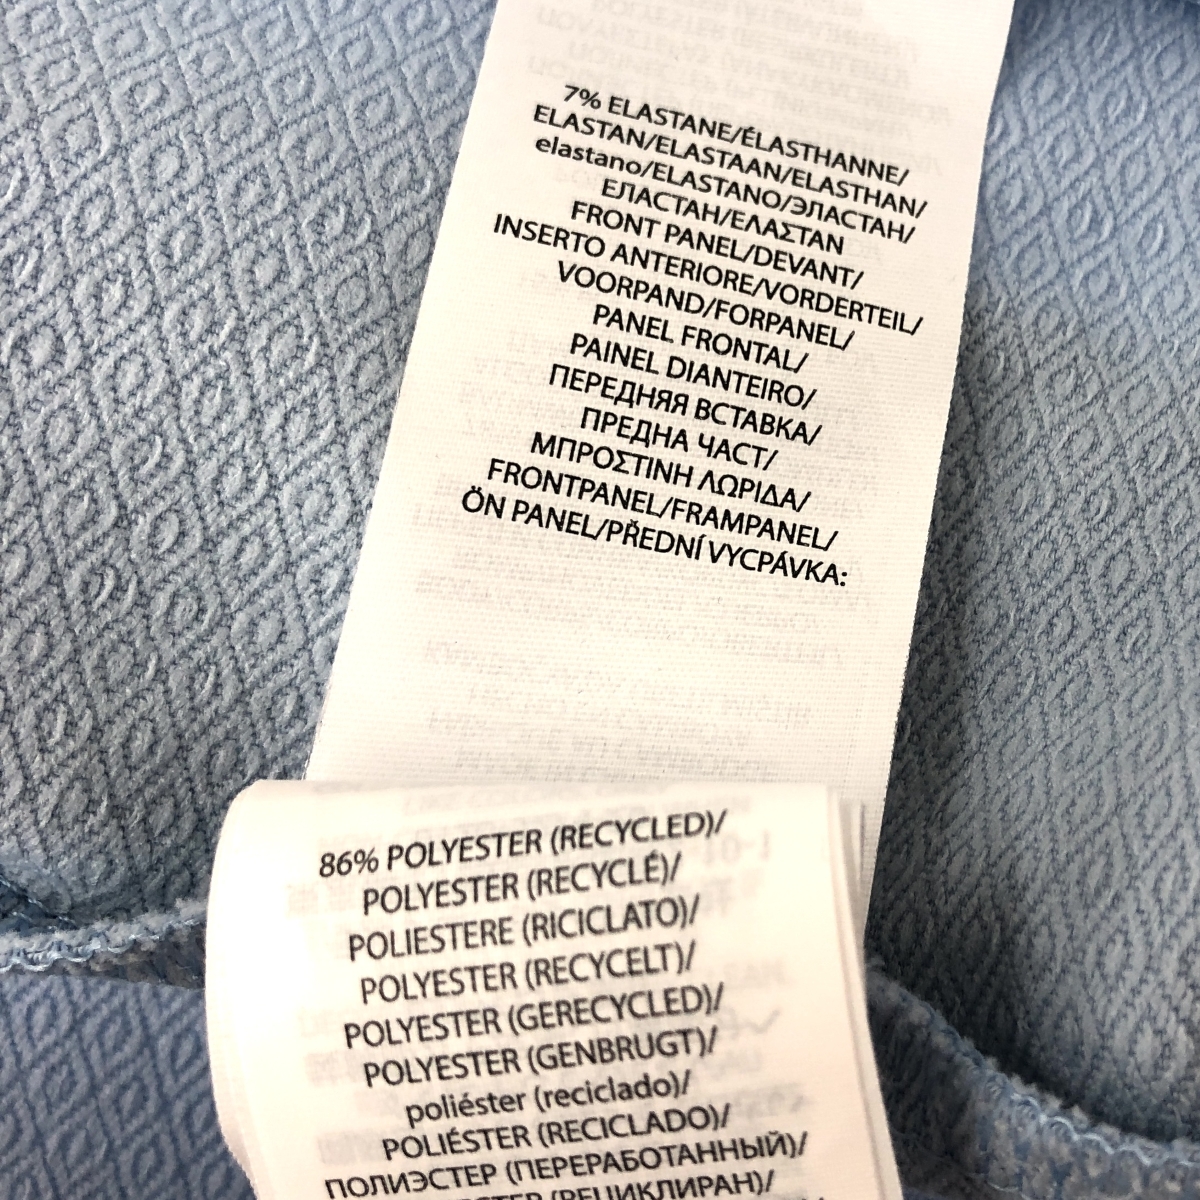 7% ELASTANE/ÉLASTHANNE/
ELASTAN/ELASTAAN/ELASTHAN/
elastano/ELASTANO/ЭЛАСТАН/
ЕЛАСТАН/ΕΛΑΣΤΑΝ
FRONT PANEL/DEVANT/
INSERTO ANTERIORE/VORDERTEIL/
VOORPAND/FORPANEL/
PANEL FRONTAL/
PAINEL DIANTEIRO/
ПЕРЕДНЯЯ ВСТАВКА/
ПРЕДНА ЧАСТ/
ΜΠΡΟΣΤΙΝΗ ΛΩΡΙΔΑ/
FRONTPANEL/FRAMPANEL/
ÖN PANEL/PŘEDNÍ VYCPÁVKA:
86% POLYESTER (RECYCLED)/
POLYESTER (RECYCLÉ)/
POLIESTERE (RICICLATO)/
POLYESTER (RECYCELT)/
POLYESTER (GERECYCLED)/
POLYESTER (GENBRUGT)/
poliéster (reciclado)/
POLIÉSTER (RECICLADO)/
ПОЛИЭСТЕР (ПЕРЕРАБОТАННЫЙ)/
(РЕЦИКЛИРАН)/